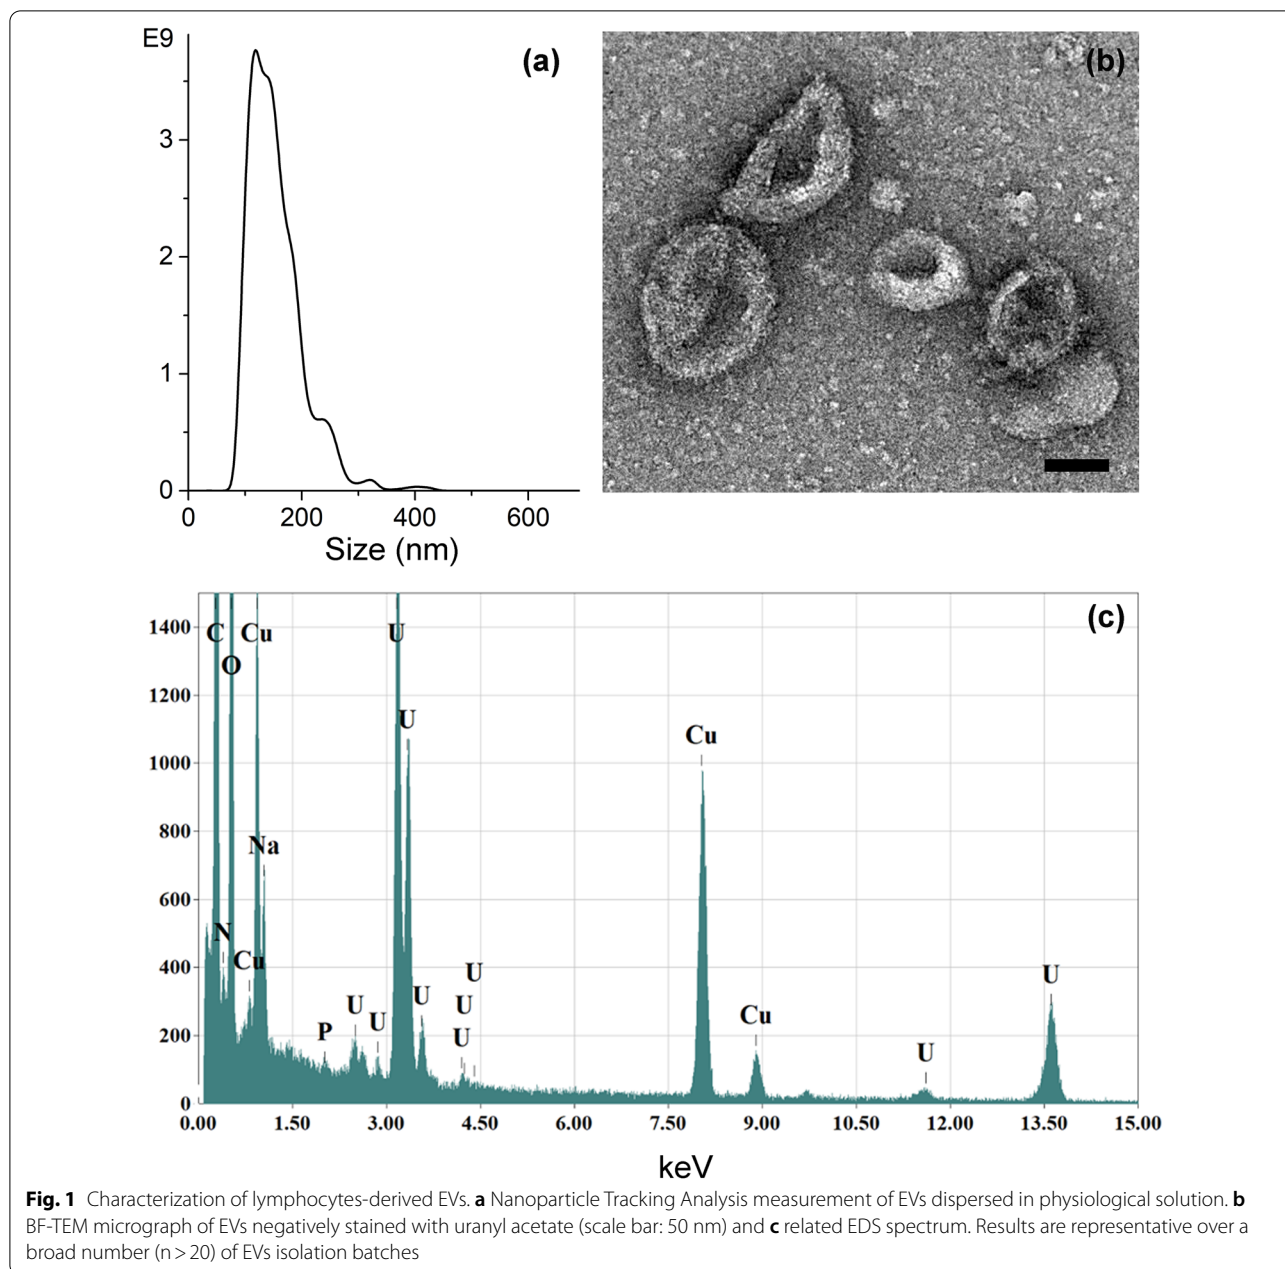 E9
(a)
3
2
1
0
0 200 400 600
Size (nm)
(b)
(c)
1400
1200
1000
800
600
400
200
0
C Cu U
O
U
Cu
Na
N
Cu
U
U
U
U
P
U
U
U
Cu
U
U
0.00 1.50 3.00 4.50 6.00 7.50 9.00 10.50 12.00 13.50 15.00
keV
Fig. 1 Characterization of lymphocytes-derived EVs. a Nanoparticle Tracking Analysis measurement of EVs dispersed in physiological solution. b
BF-TEM micrograph of EVs negatively stained with uranyl acetate (scale bar: 50 nm) and c related EDS spectrum. Results are representative over a
broad number (n > 20) of EVs isolation batches